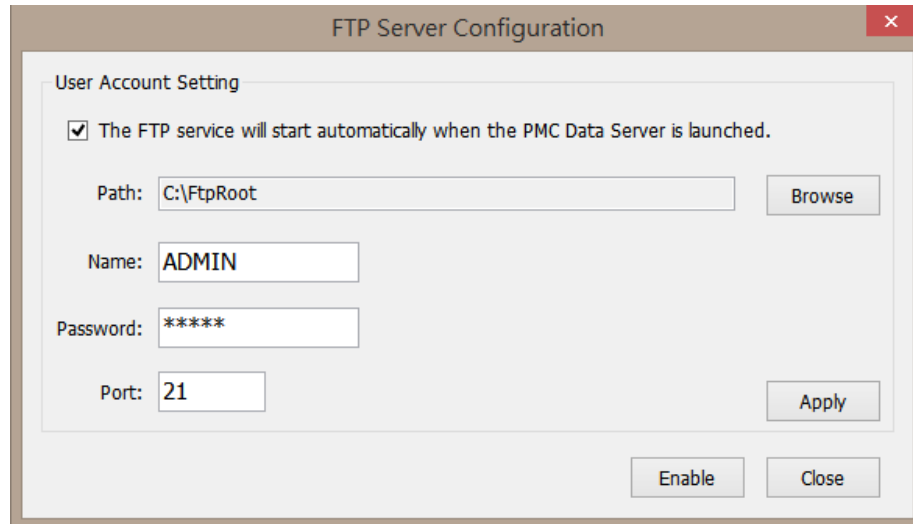 FTP Server Configuration
User Account Setting
The FTP service will start automatically when the PMC Data Server is launched.
Path: C:\FtpRoot Browse
Name: ADMIN
Password: *****
Port: 21
Apply
Enable Close